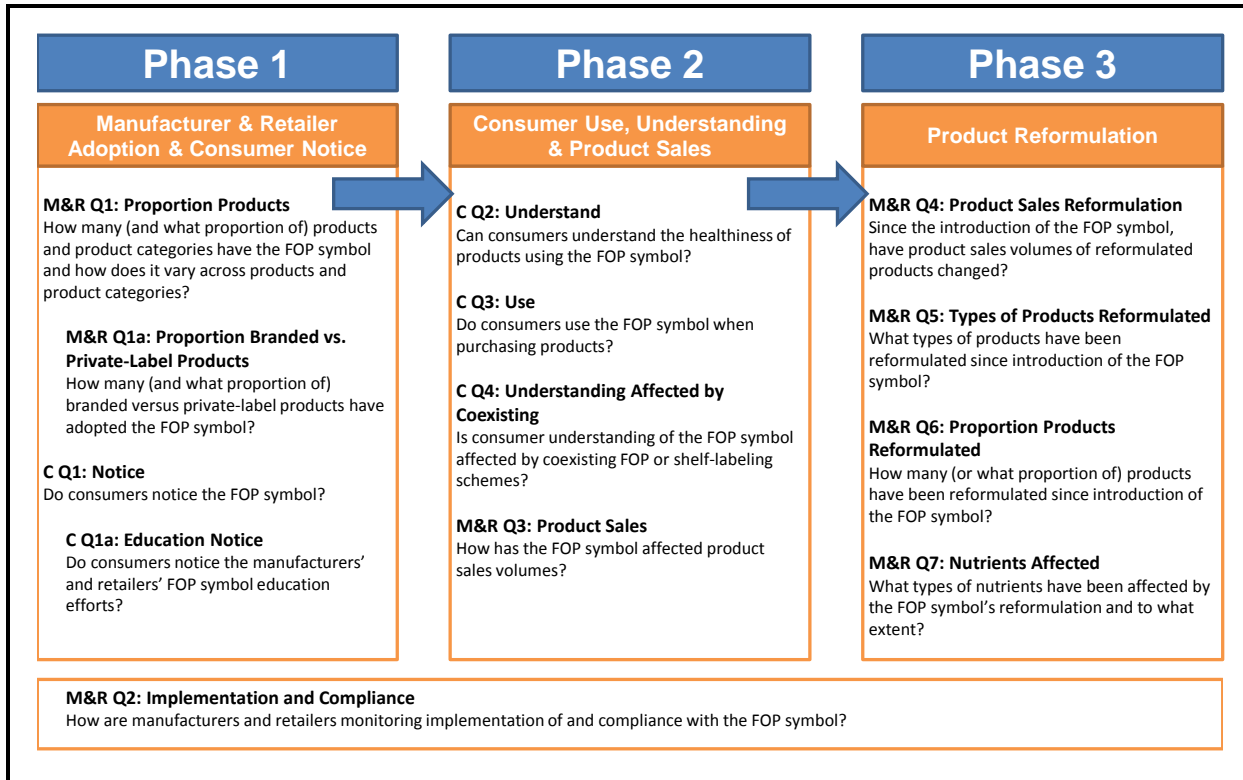 Phase 1
Manufacturer & Retailer
Adoption & Consumer Notice
M&R Q1: Proportion Products
How many (and what proportion of) products
and product categories have the FOP symbol
and how does it vary across products and
product categories?
M&R Q1a: Proportion Branded vs.
Private-Label Products
How many (and what proportion of)
branded versus private-label products have
adopted the FOP symbol?
C Q1: Notice
Do consumers notice the FOP symbol?
C Q1a: Education Notice
Do consumers notice the manufacturers'
and retailers' FOP symbol education
efforts?
Phase 2
Consumer Use, Understanding
& Product Sales
C Q2: Understand
Can consumers understand the healthiness of
products using the FOP symbol?
C Q3: Use
Do consumers use the FOP symbol when
purchasing products?
C Q4: Understanding Affected by
Coexisting
Is consumer understanding of the FOP symbol
affected by coexisting FOP or shelf-labeling
schemes?
M&R Q3: Product Sales
How has the FOP symbol affected product
sales volumes?
Phase 3
Product Reformulation
M&R Q4: Product Sales Reformulation
Since the introduction of the FOP symbol,
have product sales volumes of reformulated
products changed?
M&R Q5: Types of Products Reformulated
What types of products have been
reformulated since introduction of the FOP
symbol?
M&R Q6: Proportion Products
Reformulated
How many (or what proportion of) products
have been reformulated since introduction of
the FOP symbol?
M&R Q7: Nutrients Affected
What types of nutrients have been affected by
the FOP symbol's reformulation and to what
extent?
M&R Q2: Implementation and Compliance
How are manufacturers and retailers monitoring implementation of and compliance with the FOP symbol?